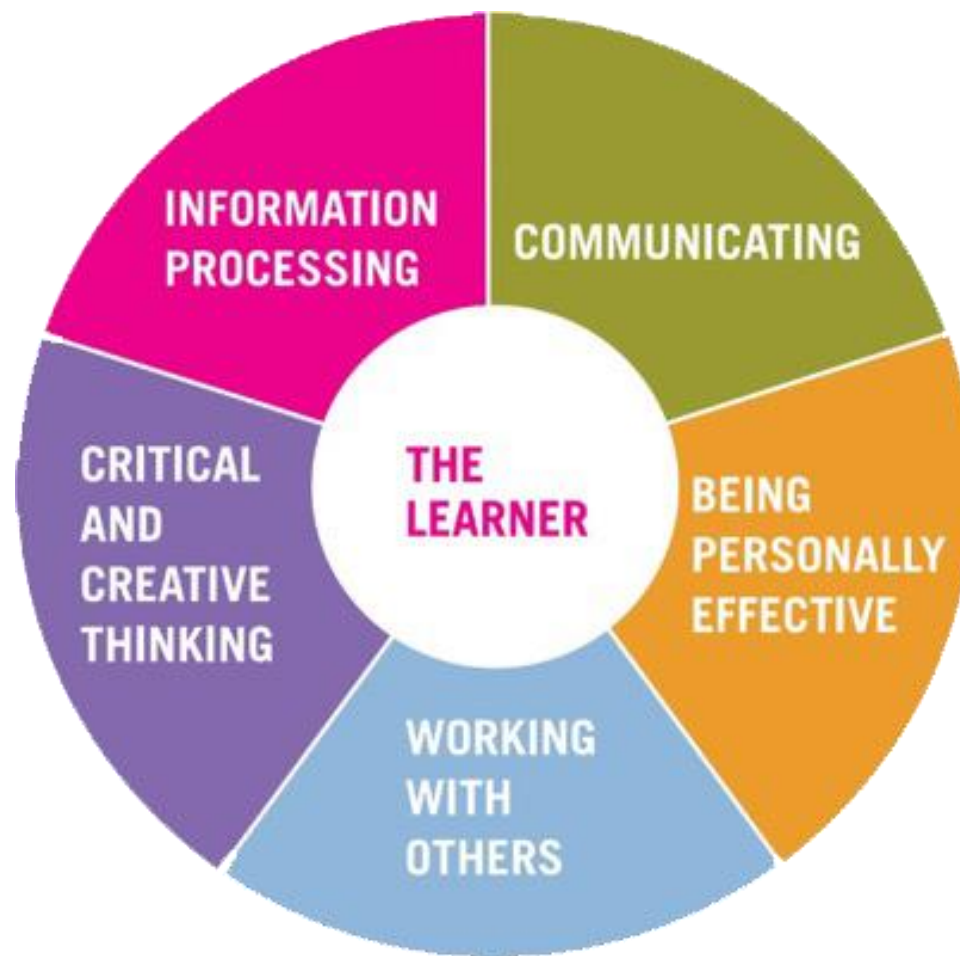 INFORMATION
PROCESSING
COMMUNICATING
CRITICAL
AND
CREATIVE
THINKING
THE
LEARNER
BEING
PERSONALLY
EFFECTIVE
WORKING
WITH
OTHERS